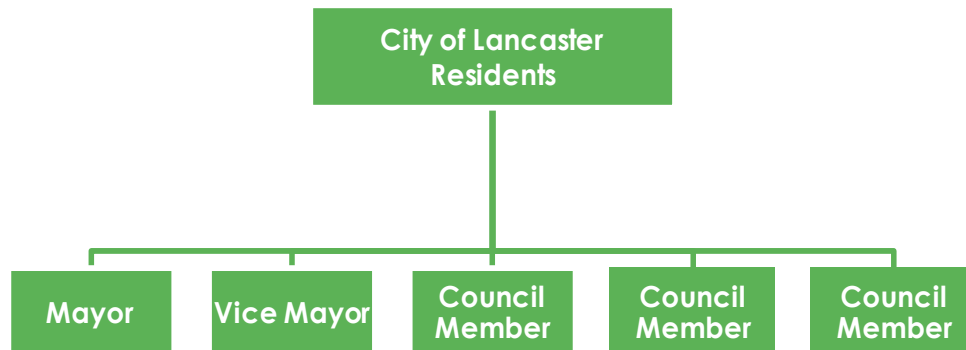 City of Lancaster
Residents
Mayor
Vice Mayor
Council
Member
Council
Member
Council
Member